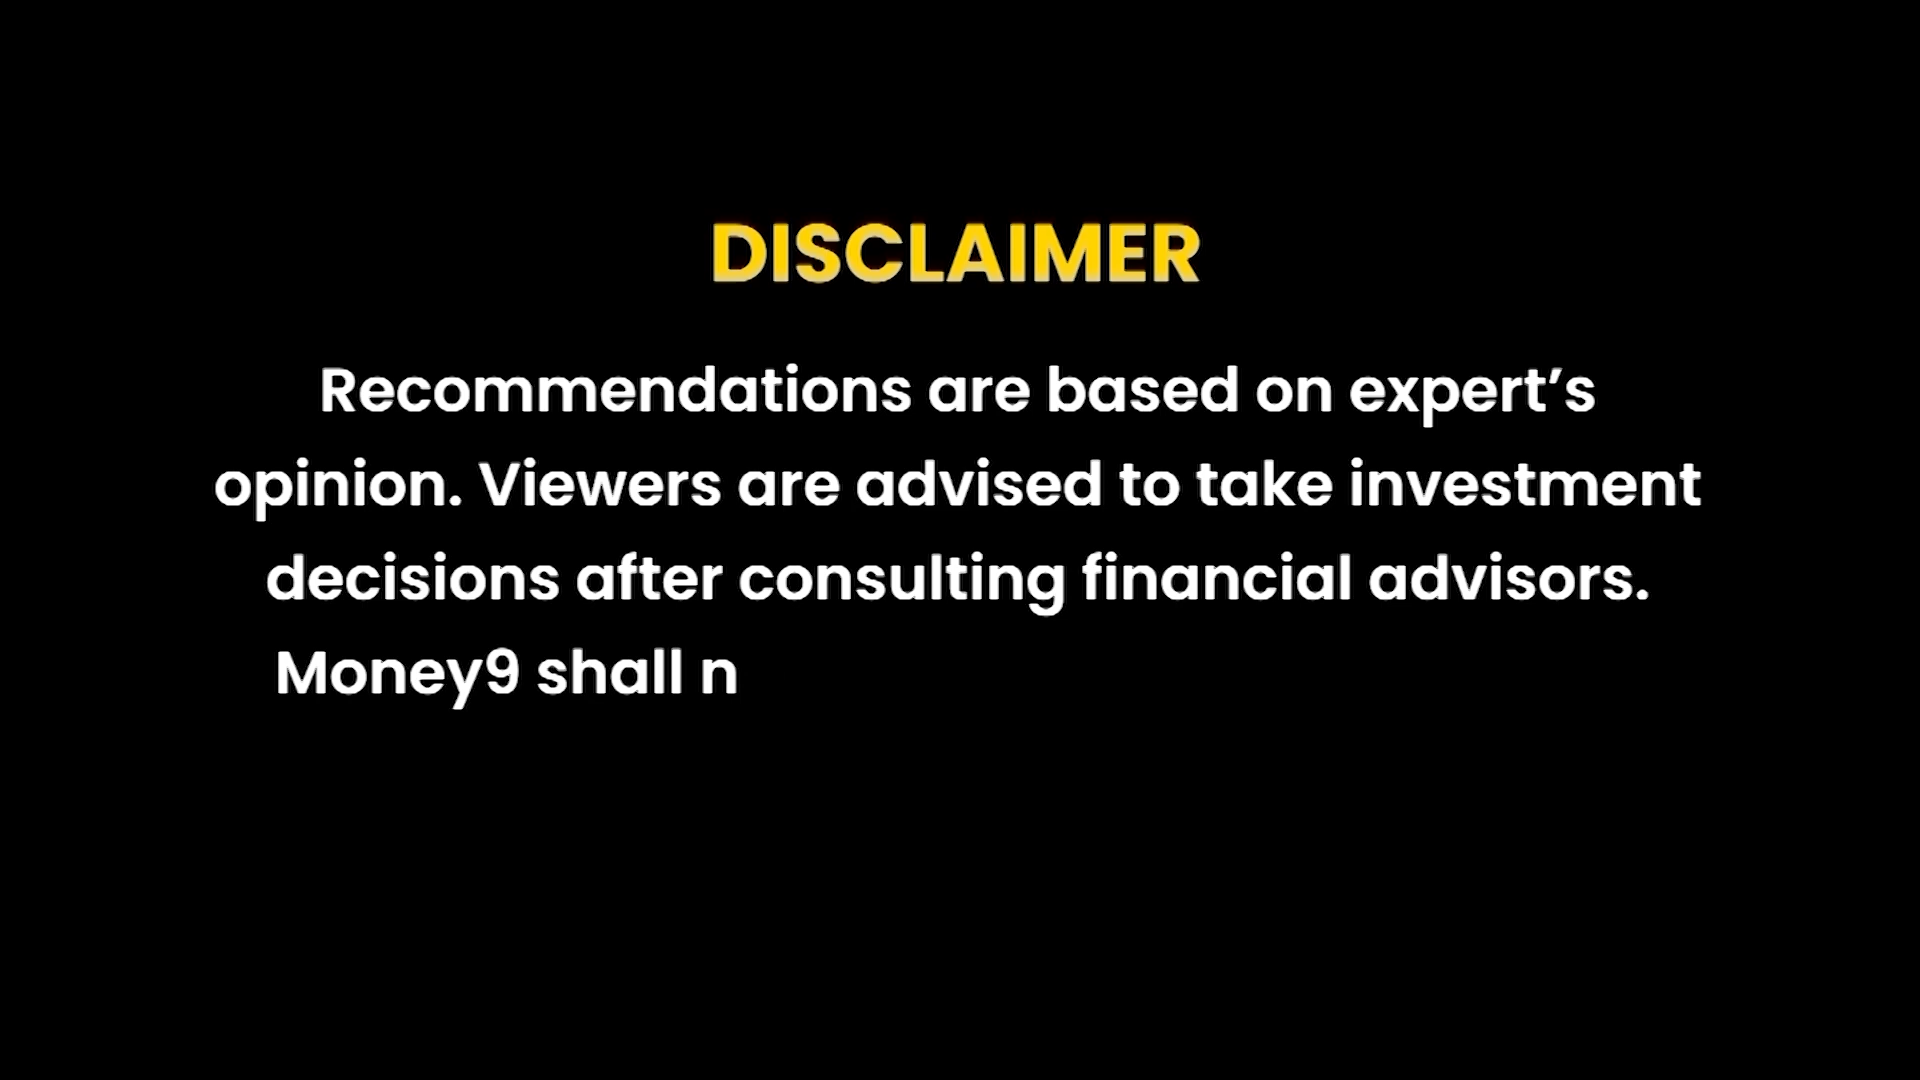 DISCLAIMER
Recommendations are based on expert’s
opinion. Viewers are advised to take investment
decisions after consulting financial advisors.
Money9 shall n